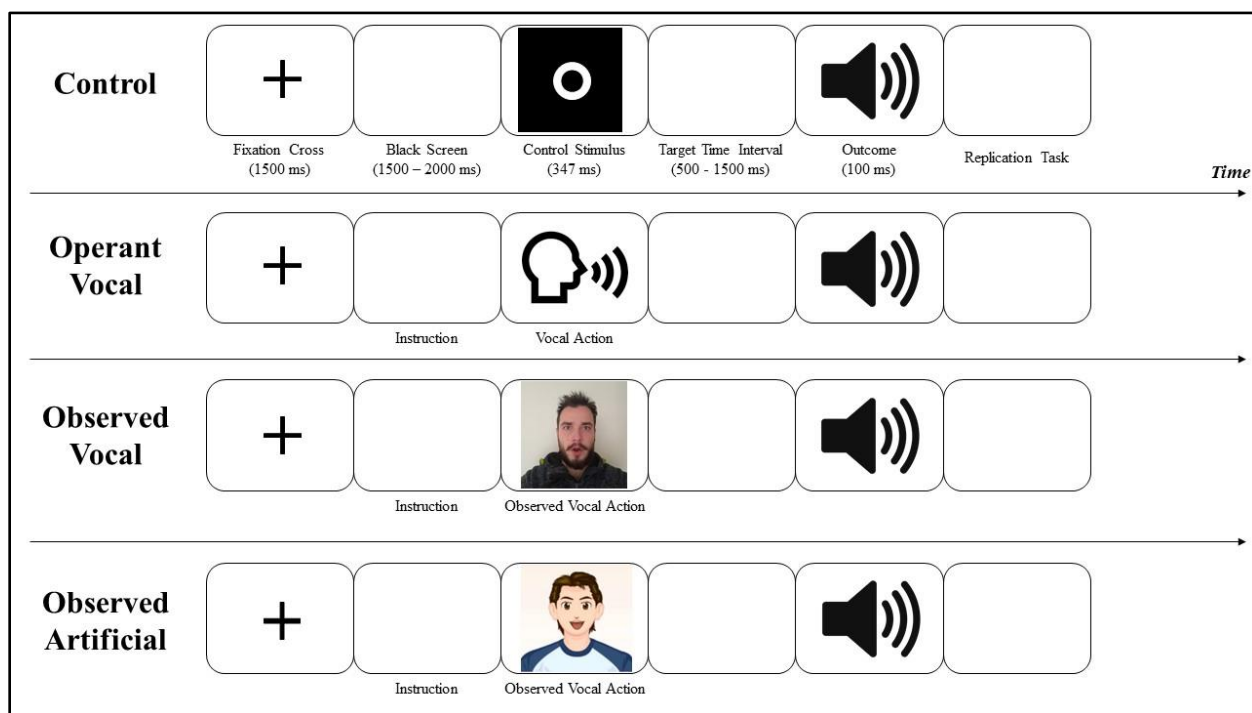 Control
Fixation Cross
(1500 ms)
Black Screen
(1500 – 2000 ms)
Control Stimulus
(347 ms)
Target Time Interval
(500 - 1500 ms)
Outcome
(100 ms)
Replication Task
Time
Operant
Vocal
Instruction
Vocal Action
Observed
Vocal
Instruction
Observed Vocal Action
Observed
Artificial
Instruction
Observed Vocal Action